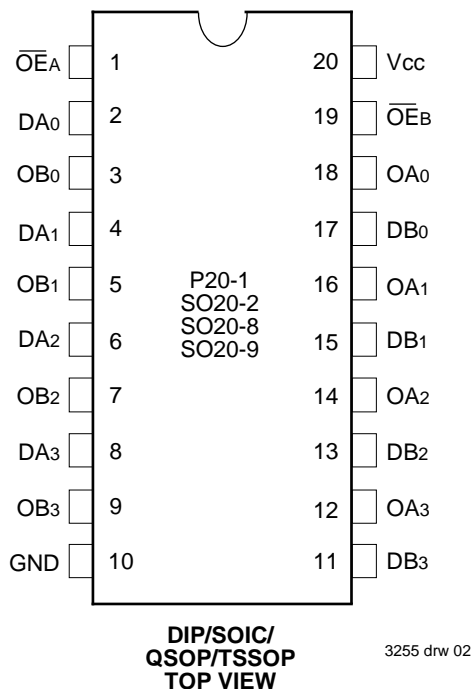 O̅E̅A 1 20 Vcc
DA0 2 19 O̅E̅B
OB0 3 18 OA0
DA1 4 17 DB0
OB1 5 16 OA1
DA2 6 15 DB1
OB2 7 14 OA2
DA3 8 13 DB2
OB3 9 12 OA3
GND 10 11 DB3
P20-1
SO20-2
SO20-8
SO20-9
DIP/SOIC/
QSOP/TSSOP
TOP VIEW
3255 drw 02